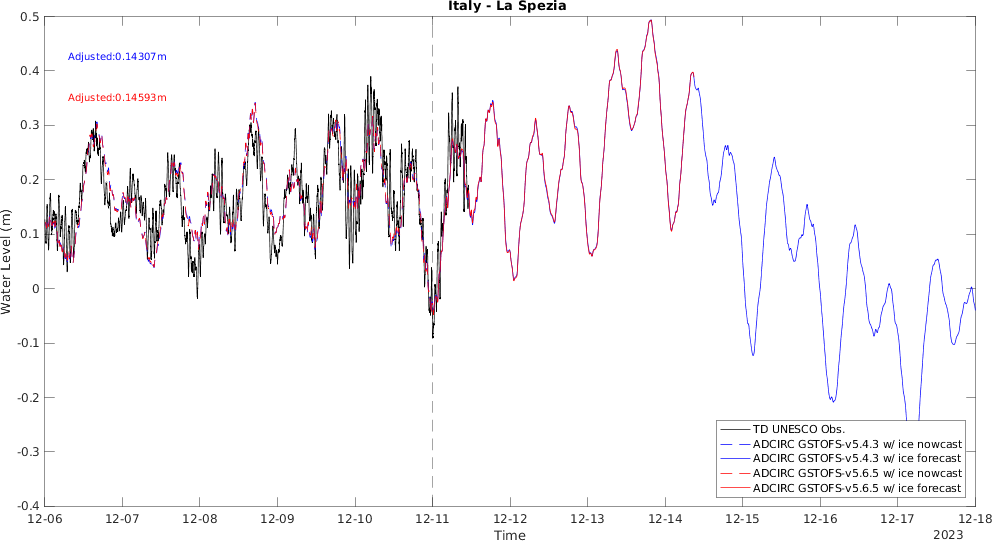 Italy - La Spezia
0.5
Adjusted:0.14307m
0.4
Adjusted:0.14593m
0.3
0.2
0.1
0
-0.1
-0.2
-0.3
-0.4
Water Level (m)
TD UNESCO Obs.
ADCIRC GSTOFS-v5.4.3 w/ ice nowcast
ADCIRC GSTOFS-v5.4.3 w/ ice forecast
ADCIRC GSTOFS-v5.6.5 w/ ice nowcast
ADCIRC GSTOFS-v5.6.5 w/ ice forecast
12-06 12-07 12-08 12-09 12-10 12-11 12-12 12-13 12-14 12-15 12-16 12-17 12-18
Time
2023